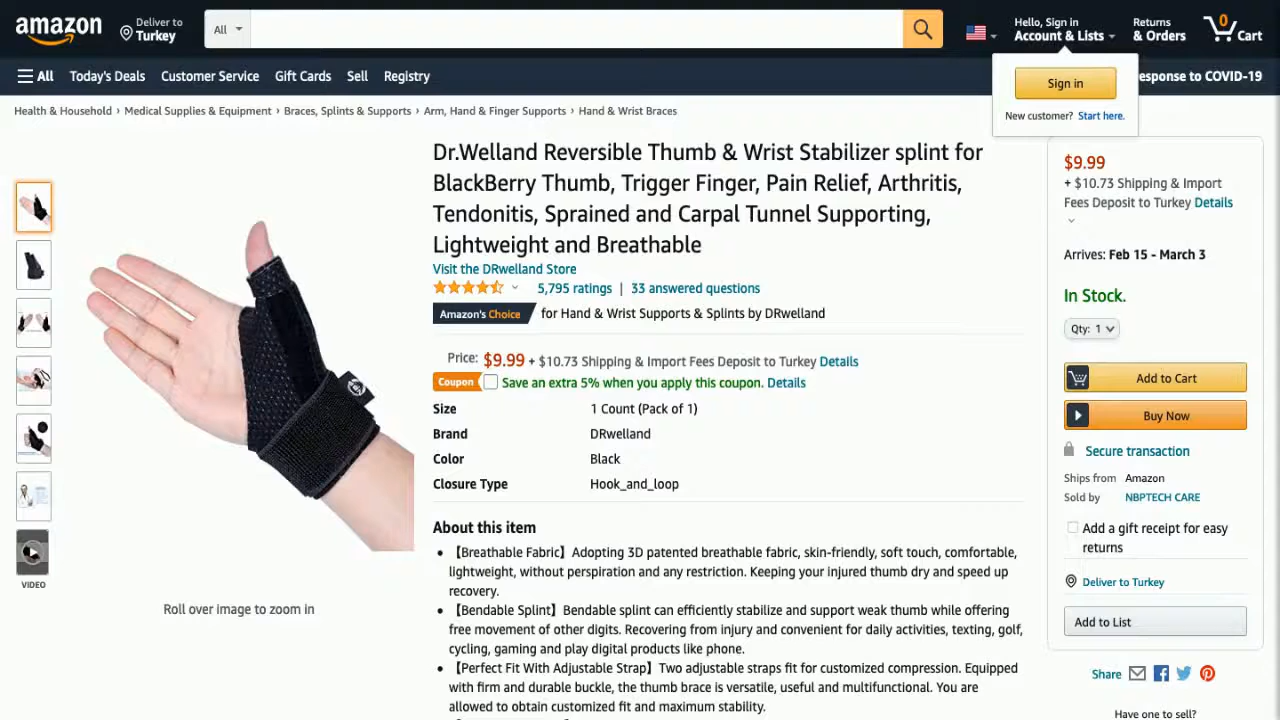 amazon
Deliver to
Turkey
All
Hello, Sign in
Account & Lists
Returns
& Orders
0
Cart
All
Today's Deals
Customer Service
Gift Cards
Sell
Registry
esponse to COVID-19
Sign in
New customer? Start here.
Health & Household › Medical Supplies & Equipment › Braces, Splints & Supports › Arm, Hand & Finger Supports › Hand & Wrist Braces
Dr.Welland Reversible Thumb & Wrist Stabilizer splint for
BlackBerry Thumb, Trigger Finger, Pain Relief, Arthritis,
Tendonitis, Sprained and Carpal Tunnel Supporting,
Lightweight and Breathable
Visit the DRwelland Store
5,795 ratings | 33 answered questions
Amazon's Choice for Hand & Wrist Supports & Splints by DRwelland
Price: $9.99 + $10.73 Shipping & Import Fees Deposit to Turkey Details
Coupon Save an extra 5% when you apply this coupon. Details
Size 1 Count (Pack of 1)
Brand DRwelland
Color Black
Closure Type Hook_and_loop
About this item
• 【Breathable Fabric】Adopting 3D patented breathable fabric, skin-friendly, soft touch, comfortable,
lightweight, without perspiration and any restriction. Keeping your injured thumb dry and speed up
recovery.
• 【Bendable Splint】Bendable splint can efficiently stabilize and support weak thumb while offering
free movement of other digits. Recovering from injury and convenient for daily activities, texting, golf,
cycling, gaming and play digital products like phone.
• 【Perfect Fit With Adjustable Strap】Two adjustable straps fit for customized compression. Equipped
with firm and durable buckle, the thumb brace is versatile, useful and multifunctional. You are
allowed to obtain customized fit and maximum stability.
VIDEO
Roll over image to zoom in
$9.99
+ $10.73 Shipping & Import
Fees Deposit to Turkey Details
Arrives: Feb 15 - March 3
In Stock.
Qty: 1
Add to Cart
Buy Now
Secure transaction
Ships from Amazon
Sold by NBPTECH CARE
Add a gift receipt for easy
returns
Deliver to Turkey
Add to List
Share
Have one to sell?